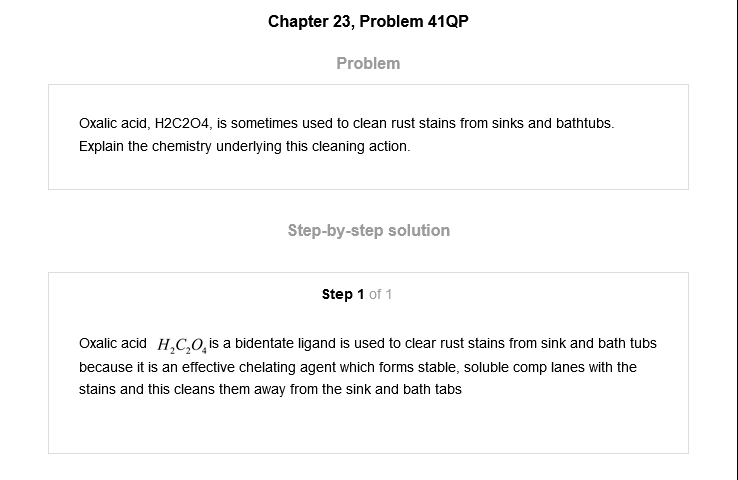 Chapter 23, Problem 41QP
Problem
Oxalic acid, H2C2O4, is sometimes used to clean rust stains from sinks and bathtubs.
Explain the chemistry underlying this cleaning action.
Step-by-step solution
Step 1 of 1
Oxalic acid H₂C₂O₄ is a bidentate ligand is used to clear rust stains from sink and bath tubs
because it is an effective chelating agent which forms stable, soluble comp lanes with the
stains and this cleans them away from the sink and bath tabs